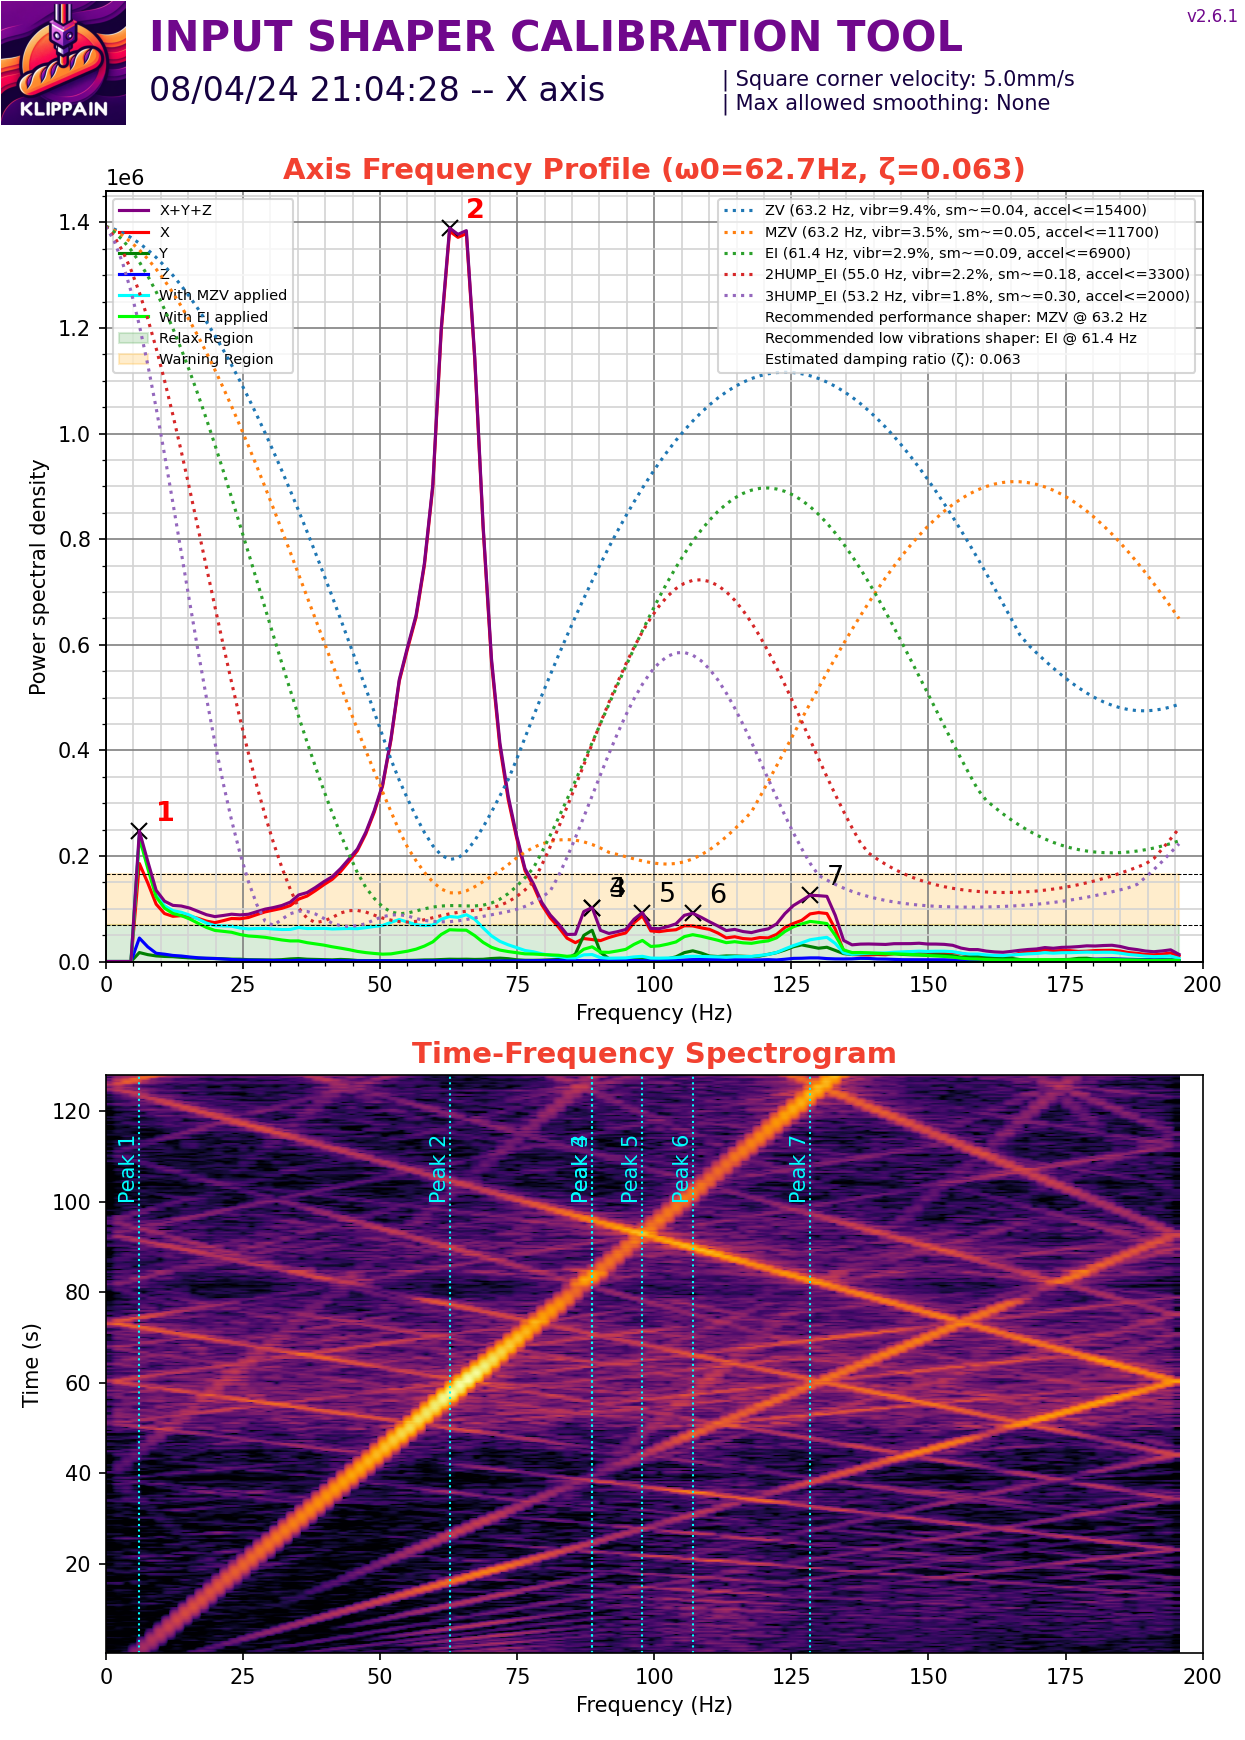 INPUT SHAPER CALIBRATION TOOL
v2.6.1
KLIPPAIN
08/04/24 21:04:28 -- X axis
| Square corner velocity: 5.0mm/s
| Max allowed smoothing: None
Axis Frequency Profile (ω0=62.7Hz, ζ=0.063)
1e6
X+Y+Z
X
Y
Z
With MZV applied
With EI applied
Relax Region
Warning Region
ZV (63.2 Hz, vibr=9.4%, sm~=0.04, accel<=15400)
MZV (63.2 Hz, vibr=3.5%, sm~=0.05, accel<=11700)
EI (61.4 Hz, vibr=2.9%, sm~=0.09, accel<=6900)
2HUMP_EI (55.0 Hz, vibr=2.2%, sm~=0.18, accel<=3300)
3HUMP_EI (53.2 Hz, vibr=1.8%, sm~=0.30, accel<=2000)
Recommended performance shaper: MZV @ 63.2 Hz
Recommended low vibrations shaper: EI @ 61.4 Hz
Estimated damping ratio (ζ): 0.063
1
2
5
6
7
Power spectral density
1.4
1.2
1.0
0.8
0.6
0.4
0.2
0.0
0 25 50 75 100 125 150 175 200
Frequency (Hz)
Time-Frequency Spectrogram
Peak 1
Peak 2
Peak
Peak 5
Peak 6
Peak 7
Time (s)
120
100
80
60
40
20
0 25 50 75 100 125 150 175 200
Frequency (Hz)